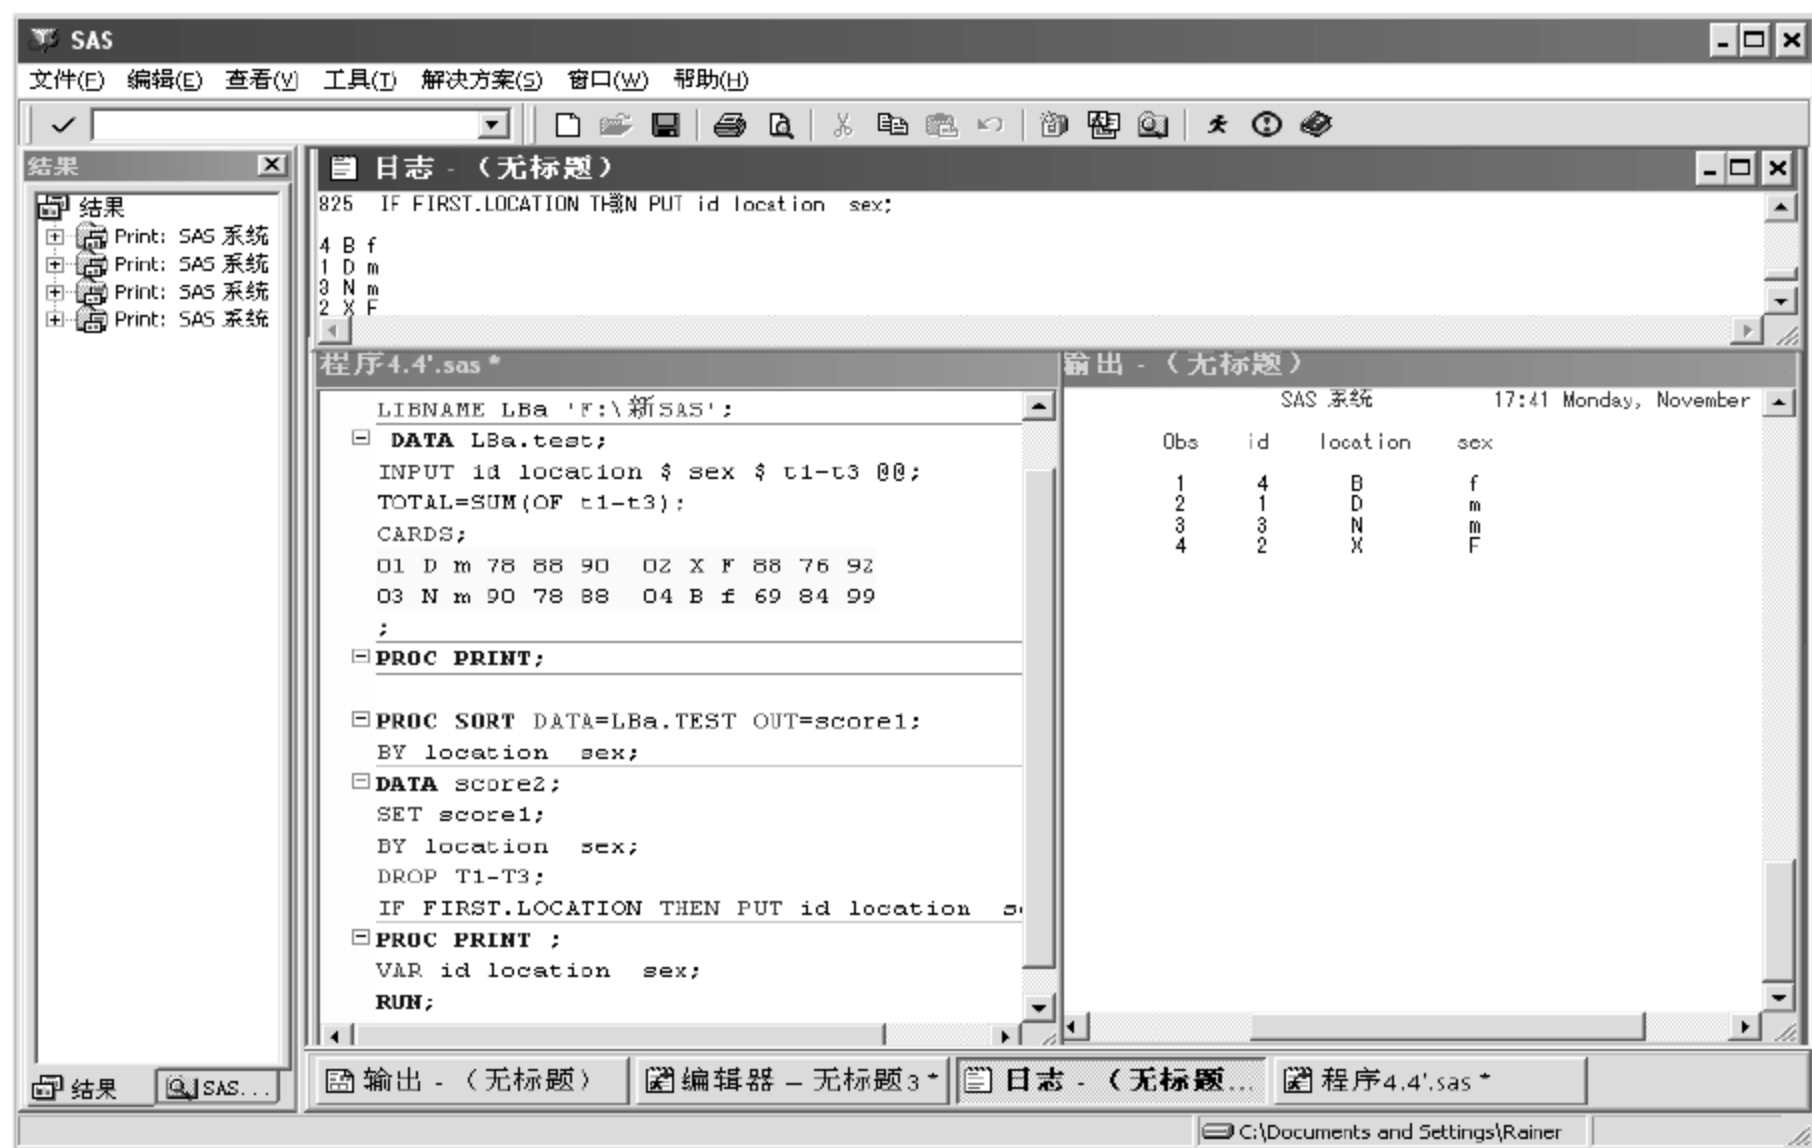 SAS
文件(F) 编辑(E) 查看(V) 工具(T) 解决方案(S) 窗口(W) 帮助(H)
结果
结果
Print: SAS 系统
Print: SAS 系统
Print: SAS 系统
Print: SAS 系统
日志 - （无标题）
825 IF FIRST.LOCATION THEN PUT id location sex;
4 B f
1 D m
3 N m
2 X F
程序4.4'.sas *
LIBNAME LBa 'F:\新SAS';
DATA LBa.test;
INPUT id location $ sex $ t1-t3 @@;
TOTAL=SUM(OF t1-t3);
CARDS;
01 D m 78 88 90 02 X F 88 76 92
03 N m 90 78 88 04 B f 69 84 99
;
PROC PRINT;
PROC SORT DATA=LBa.TEST OUT=score1;
BY location sex;
DATA score2;
SET score1;
BY location sex;
DROP T1-T3;
IF FIRST.LOCATION THEN PUT id location s
PROC PRINT ;
VAR id location sex;
RUN;
输出 - （无标题）
SAS 系统 17:41 Monday, November
Obs id location sex
1 4 B f
2 1 D m
3 3 N m
4 2 X F
结果 SAS...
输出 - （无标题） 编辑器 – 无标题3 * 日志 - （无标题... 程序4.4'.sas *
C:\Documents and Settings\Rainer